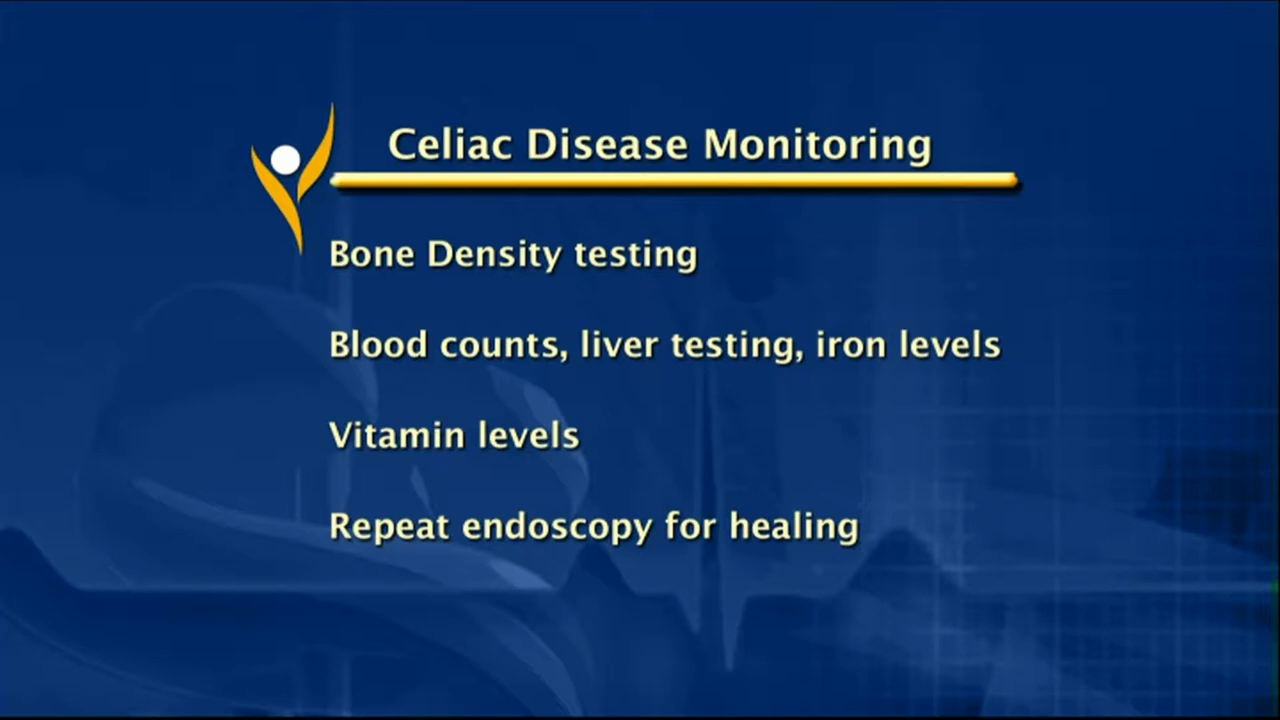 Celiac Disease Monitoring
Bone Density testing
Blood counts, liver testing, iron levels
Vitamin levels
Repeat endoscopy for healing